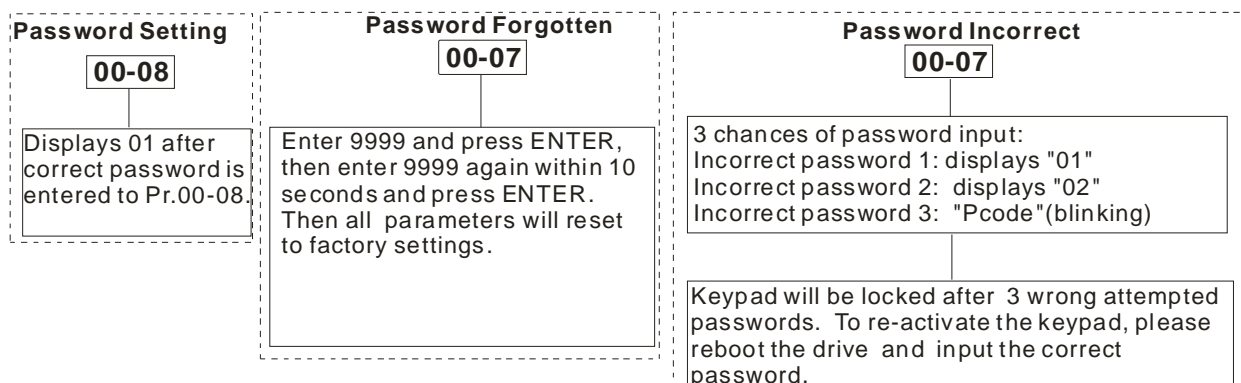 Password Setting
00-08
Displays 01 after
correct password is
entered to Pr.00-08.
Password Forgotten
00-07
Enter 9999 and press ENTER,
then enter 9999 again within 10
seconds and press ENTER.
Then all parameters will reset
to factory settings.
Password Incorrect
00-07
3 chances of password input:
Incorrect password 1: displays "01"
Incorrect password 2: displays "02"
Incorrect password 3: "Pcode"(blinking)
Keypad will be locked after 3 wrong attempted
passwords. To re-activate the keypad, please
reboot the drive and input the correct
password.